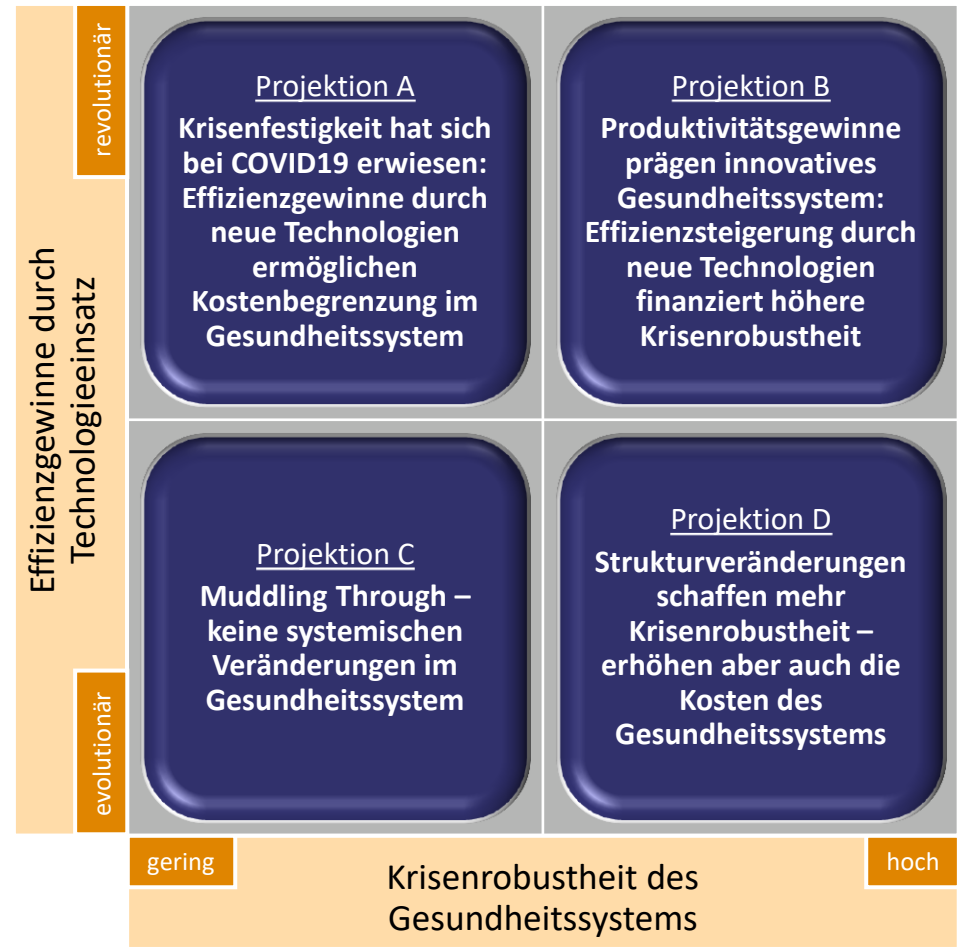 revolutionär
Effizienzgewinne durch
Technologieeinsatz
evolutionär
Projektion A
Krisenfestigkeit hat sich
bei COVID19 erwiesen:
Effizienzgewinne durch
neue Technologien
ermöglichen
Kostenbegrenzung im
Gesundheitssystem
Projektion B
Produktivitätsgewinne
prägen innovatives
Gesundheitssystem:
Effizienzsteigerung durch
neue Technologien
finanziert höhere
Krisenrobustheit
Projektion C
Muddling Through –
keine systemischen
Veränderungen im
Gesundheitssystem
Projektion D
Strukturveränderungen
schaffen mehr
Krisenrobustheit –
erhöhen aber auch die
Kosten des
Gesundheitssystems
gering
Krisenrobustheit des
Gesundheitssystems
hoch